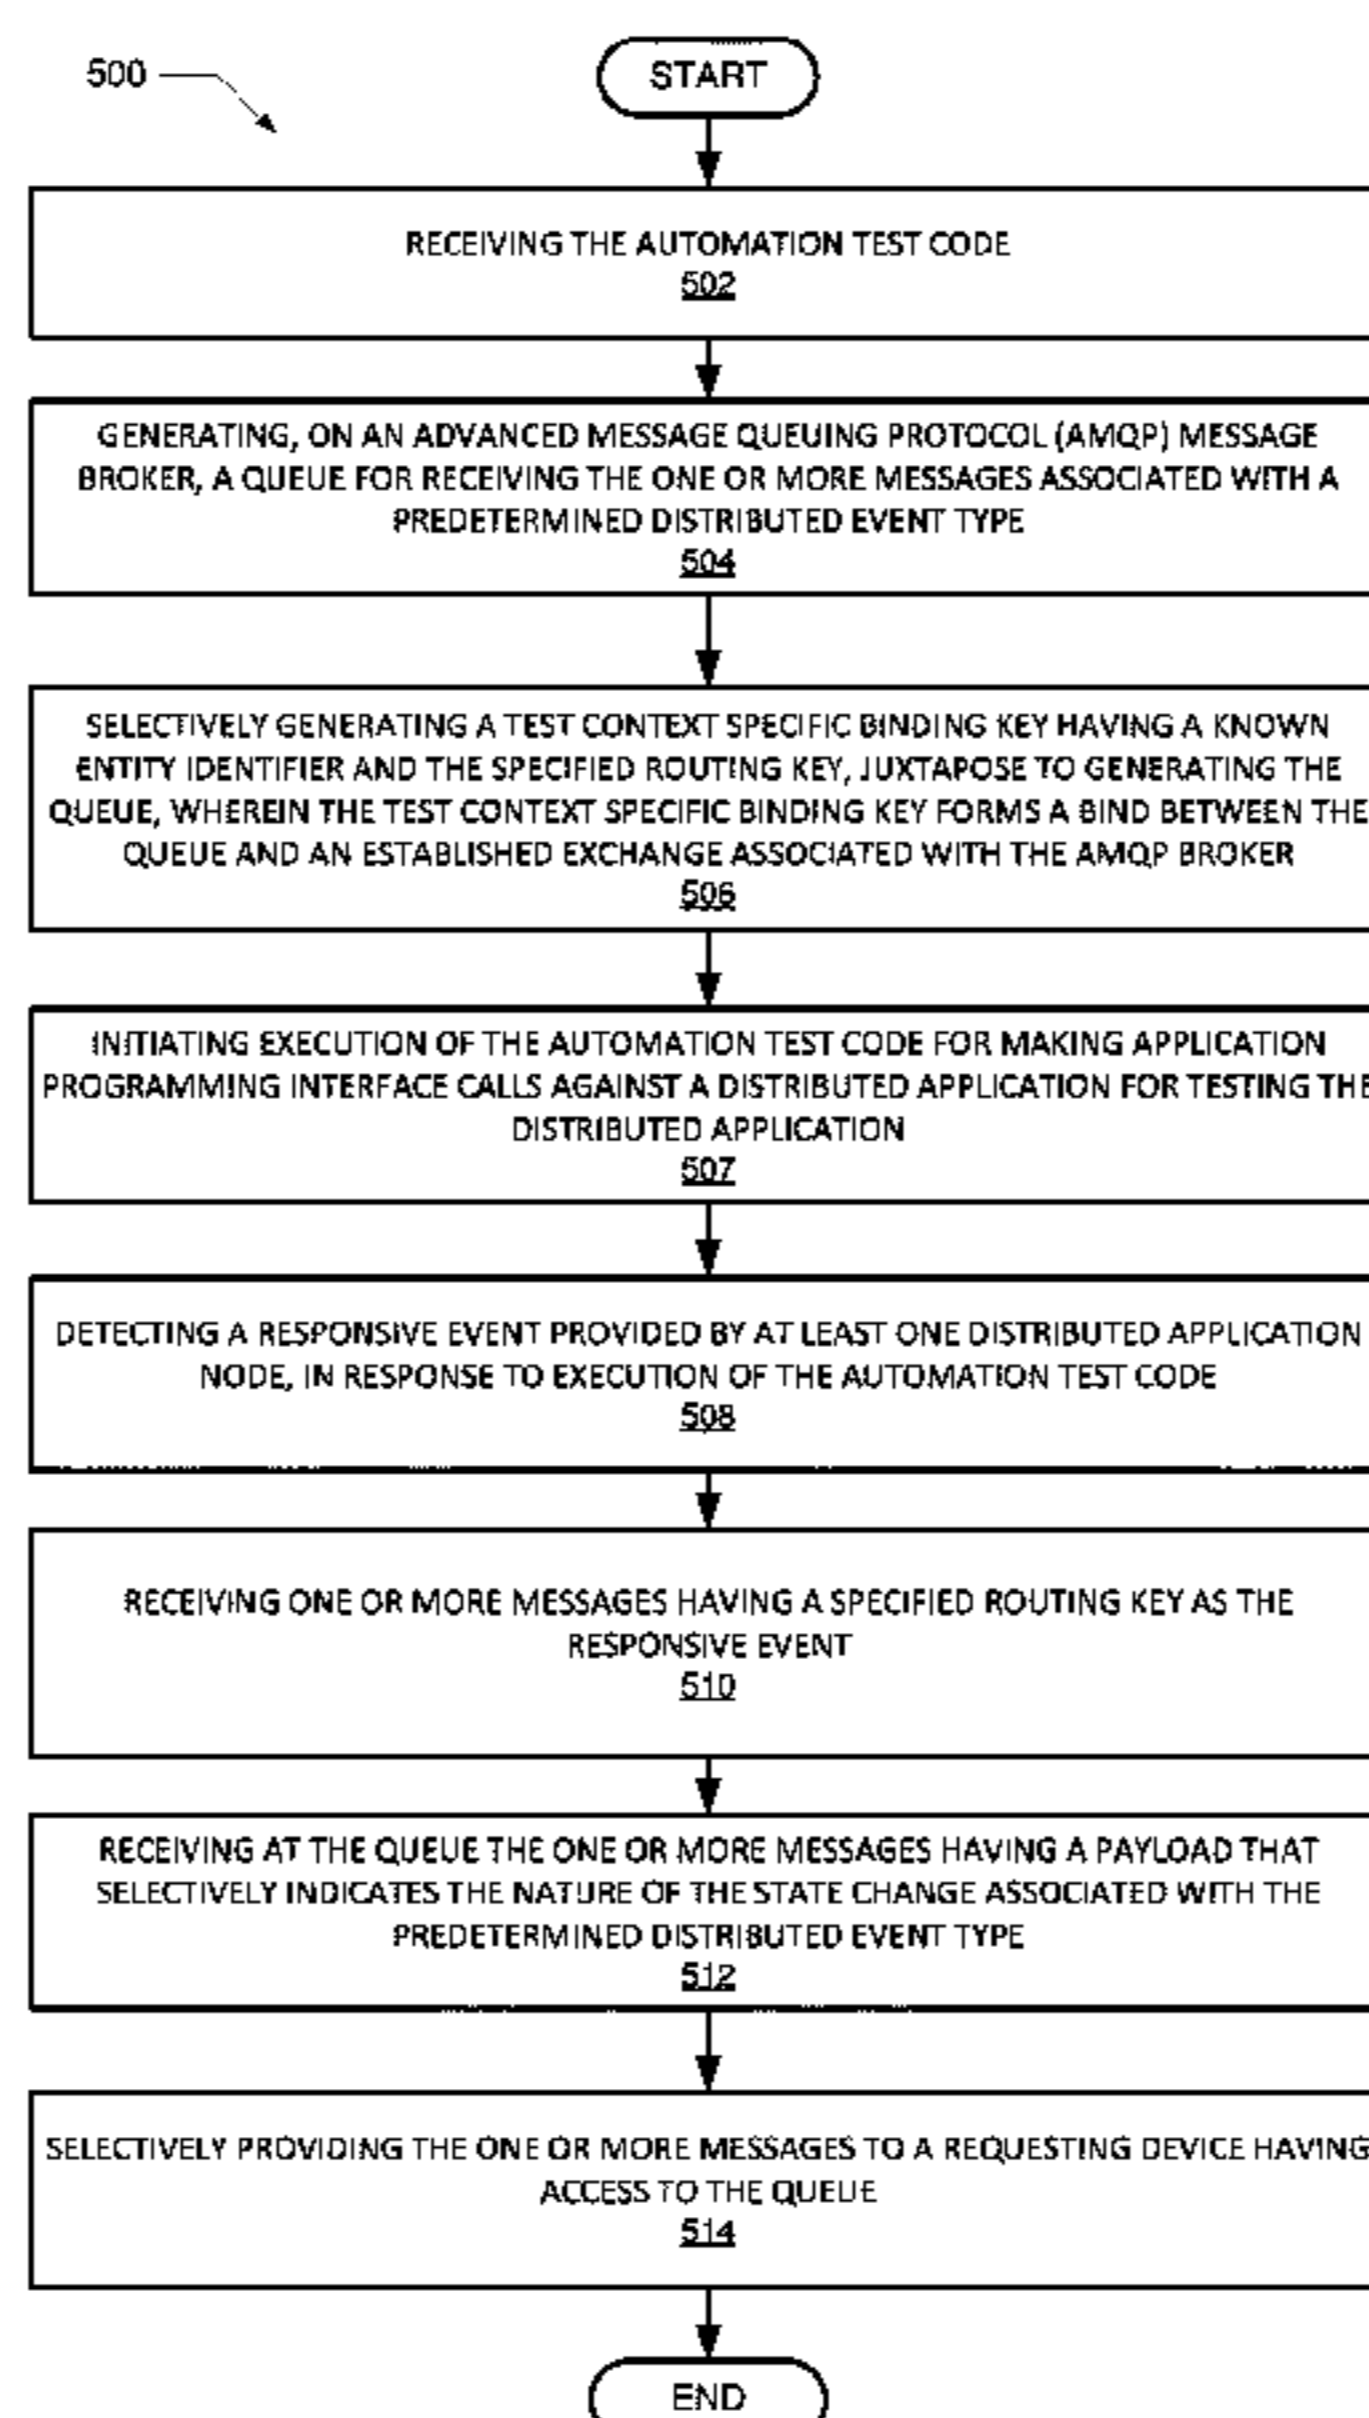 500
START
RECEIVING THE AUTOMATION TEST CODE
502
GENERATING, ON AN ADVANCED MESSAGE QUEUING PROTOCOL (AMQP) MESSAGE
BROKER, A QUEUE FOR RECEIVING THE ONE OR MORE MESSAGES ASSOCIATED WITH A
PREDETERMINED DISTRIBUTED EVENT TYPE
504
SELECTIVELY GENERATING A TEST CONTEXT SPECIFIC BINDING KEY HAVING A KNOWN
ENTITY IDENTIFIER AND THE SPECIFIED ROUTING KEY, JUXTAPOSE TO GENERATING THE
QUEUE, WHEREIN THE TEST CONTEXT SPECIFIC BINDING KEY FORMS A BIND BETWEEN THE
QUEUE AND AN ESTABLISHED EXCHANGE ASSOCIATED WITH THE AMQP BROKER
506
INITIATING EXECUTION OF THE AUTOMATION TEST CODE FOR MAKING APPLICATION
PROGRAMMING INTERFACE CALLS AGAINST A DISTRIBUTED APPLICATION FOR TESTING THE
DISTRIBUTED APPLICATION
507
DETECTING A RESPONSIVE EVENT PROVIDED BY AT LEAST ONE DISTRIBUTED APPLICATION
NODE, IN RESPONSE TO EXECUTION OF THE AUTOMATION TEST CODE
508
RECEIVING ONE OR MORE MESSAGES HAVING A SPECIFIED ROUTING KEY AS THE
RESPONSIVE EVENT
510
RECEIVING AT THE QUEUE THE ONE OR MORE MESSAGES HAVING A PAYLOAD THAT
SELECTIVELY INDICATES THE NATURE OF THE STATE CHANGE ASSOCIATED WITH THE
PREDETERMINED DISTRIBUTED EVENT TYPE
512
SELECTIVELY PROVIDING THE ONE OR MORE MESSAGES TO A REQUESTING DEVICE HAVING
ACCESS TO THE QUEUE
514
END